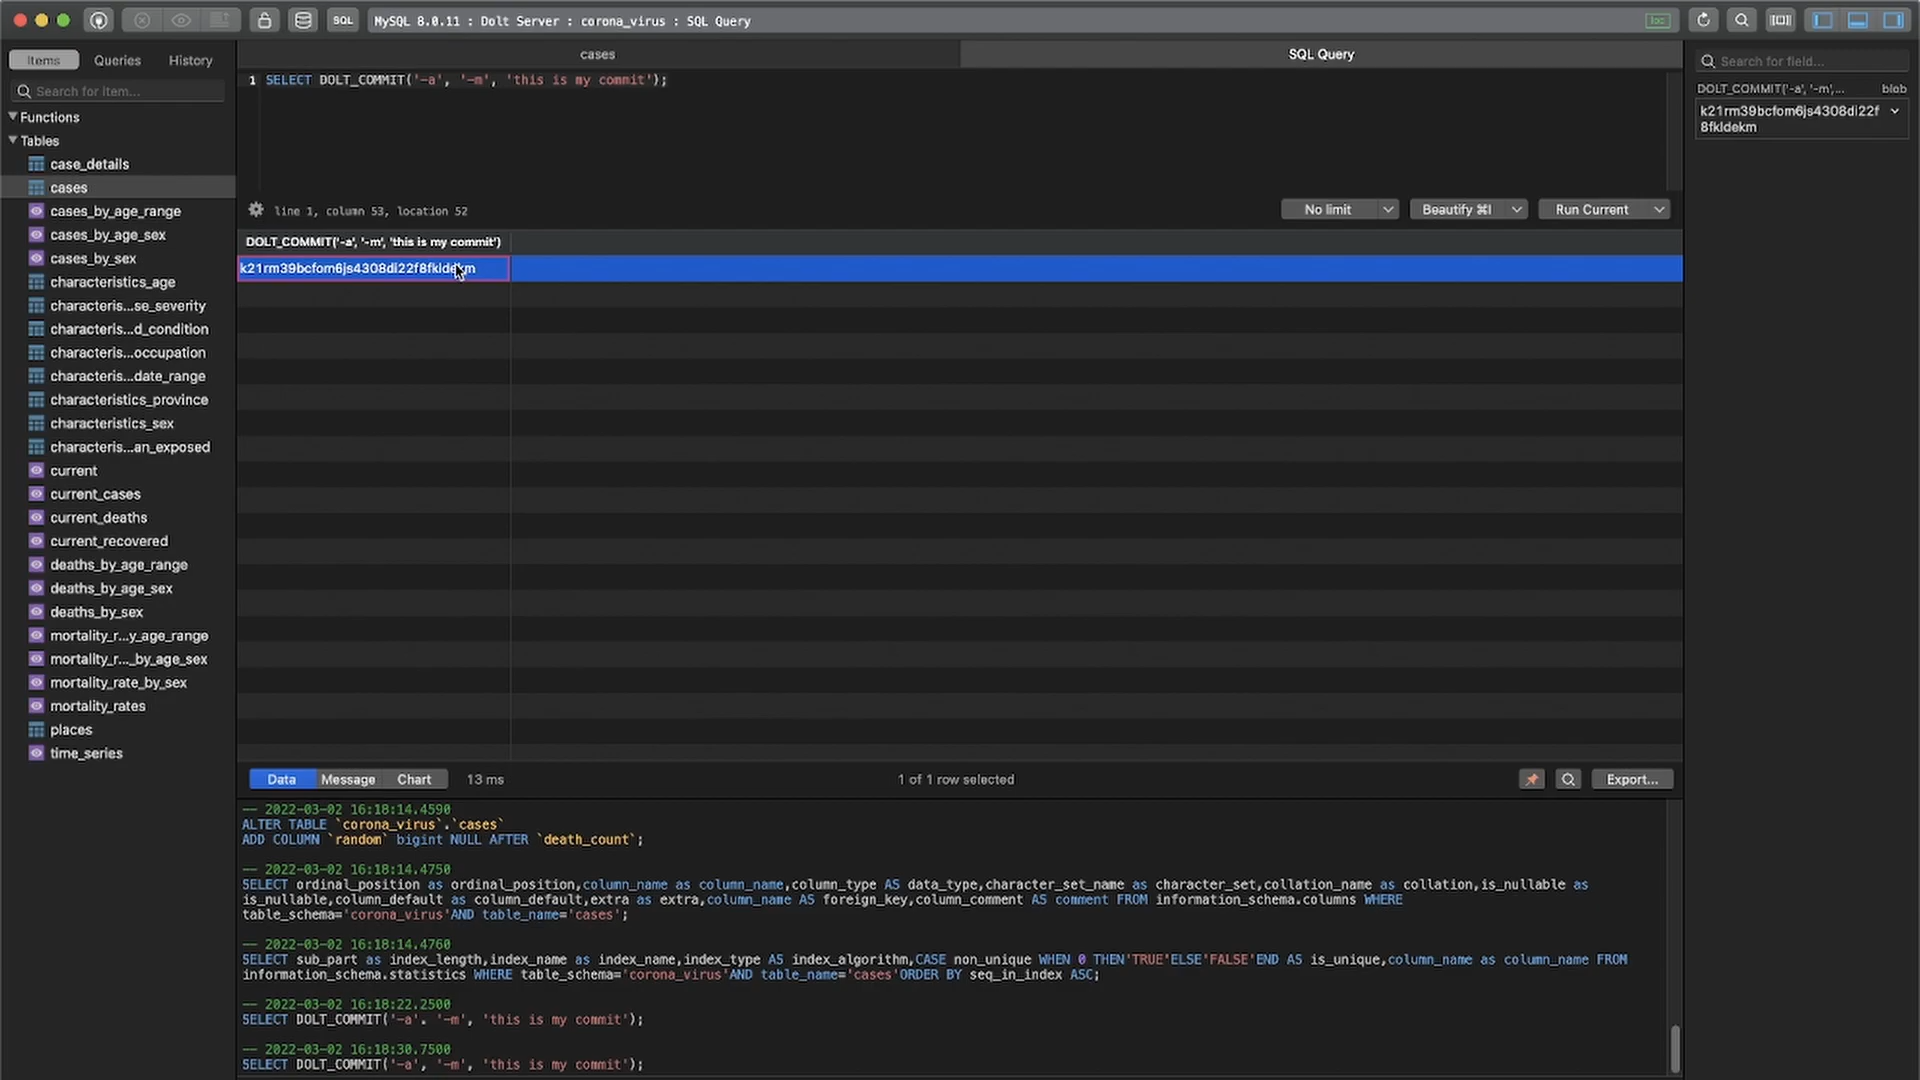 SQL
MySQL 8.0.11 : Dolt Server : corona_virus : SQL Query
loc
Items
Queries
History
Search for item...
Functions
Tables
case_details
cases
cases_by_age_range
cases_by_age_sex
cases_by_sex
characteristics_age
characteris...se_severity
characteris...d_condition
characteris...occupation
characteris...date_range
characteristics_province
characteristics_sex
characteris...an_exposed
current
current_cases
current_deaths
current_recovered
deaths_by_age_range
deaths_by_age_sex
deaths_by_sex
mortality_r...y_age_range
mortality_r..._by_age_sex
mortality_rate_by_sex
mortality_rates
places
time_series
cases
SQL Query
1 SELECT DOLT_COMMIT('-a', '-m', 'this is my commit');
line 1, column 53, location 52
No limit
Beautify ⌘I
Run Current
DOLT_COMMIT('-a', '-m', 'this is my commit')
k21rm39bcfom6js4308di22f8fkldekm
Data
Message
Chart
13 ms
1 of 1 row selected
Export...
-- 2022-03-02 16:18:14.4590
ALTER TABLE `corona_virus`.`cases`
ADD COLUMN `random` bigint NULL AFTER `death_count`;
-- 2022-03-02 16:18:14.4750
SELECT ordinal_position as ordinal_position,column_name as column_name,column_type AS data_type,character_set_name as character_set,collation_name as collation,is_nullable as
is_nullable,column_default as column_default,extra as extra,column_name AS foreign_key,column_comment AS comment FROM information_schema.columns WHERE
table_schema='corona_virus'AND table_name='cases';
-- 2022-03-02 16:18:14.4760
SELECT sub_part as index_length,index_name as index_name,index_type AS index_algorithm,CASE non_unique WHEN 0 THEN'TRUE'ELSE'FALSE'END AS is_unique,column_name as column_name FROM
information_schema.statistics WHERE table_schema='corona_virus'AND table_name='cases'ORDER BY seq_in_index ASC;
-- 2022-03-02 16:18:22.2500
SELECT DOLT_COMMIT('-a'. '-m', 'this is my commit');
-- 2022-03-02 16:18:30.7500
SELECT DOLT_COMMIT('-a', '-m', 'this is my commit');
Search for field...
DOLT_COMMIT('-a', '-m',... blob
k21rm39bcfom6js4308di22f
8fkldekm